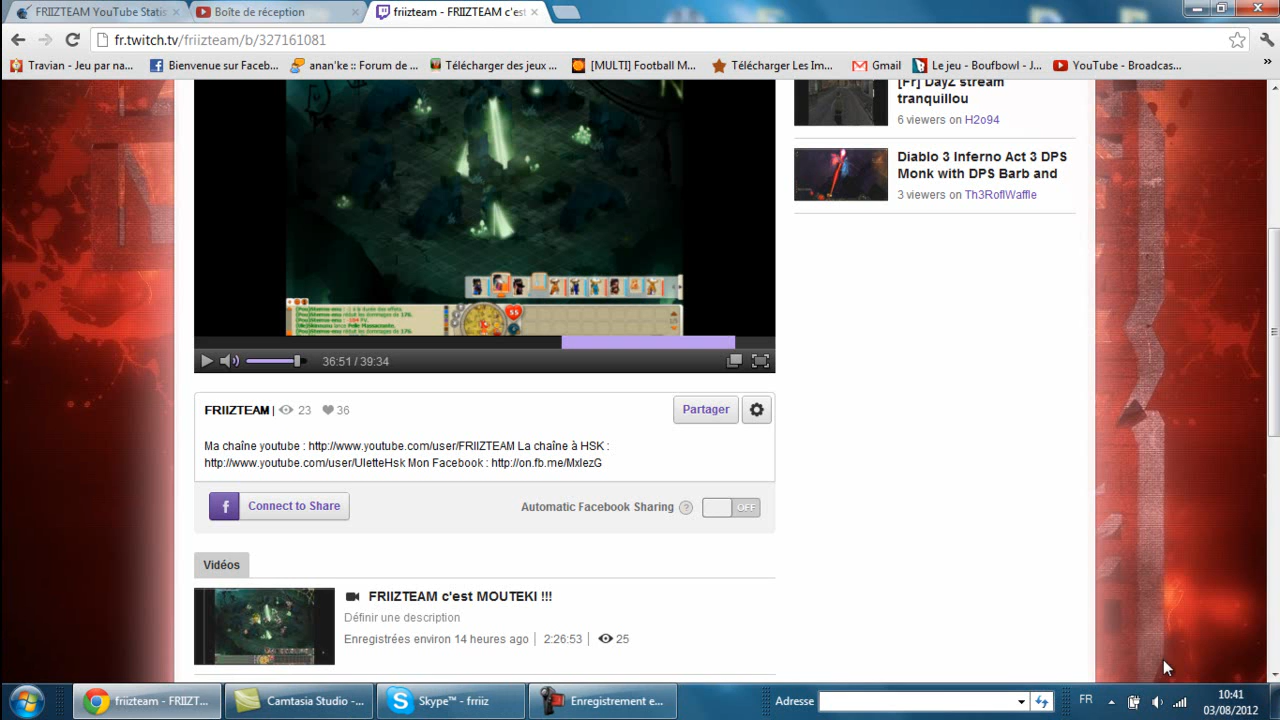 FRIIZTEAM YouTube Statis
Boîte de réception
friizteam - FRIIZTEAM c'est
fr.twitch.tv/friizteam/b/327161081
Travian - Jeu par na...
Bienvenue sur Faceb...
anan'ke :: Forum de ...
Télécharger des jeux ...
[MULTI] Football M...
Télécharger Les Im...
Gmail
Le jeu - Boufbowl - J...
YouTube - Broadcas...
[Fr] DayZ stream
tranquillou
6 viewers on H2o94
Diablo 3 Inferno Act 3 DPS
Monk with DPS Barb and
3 viewers on Th3RoflWaffle
36:51 / 39:34
FRIIZTEAM | 23 36
Partager
Ma chaîne youtube : http://www.youtube.com/user/FRIIZTEAM La chaîne à HSK :
http://www.youtube.com/user/UletteHsk Mon Facebook : http://on.fb.me/MxlezG
Connect to Share
Automatic Facebook Sharing ? OFF
Vidéos
FRIIZTEAM c'est MOUTEKI !!!
Définir une description
Enregistrées environ 14 heures ago | 2:26:53 | 25
friizteam - FRIIZT...
Camtasia Studio -...
Skype™ - friiz
Enregistrement e...
Adresse
FR
10:41
03/08/2012